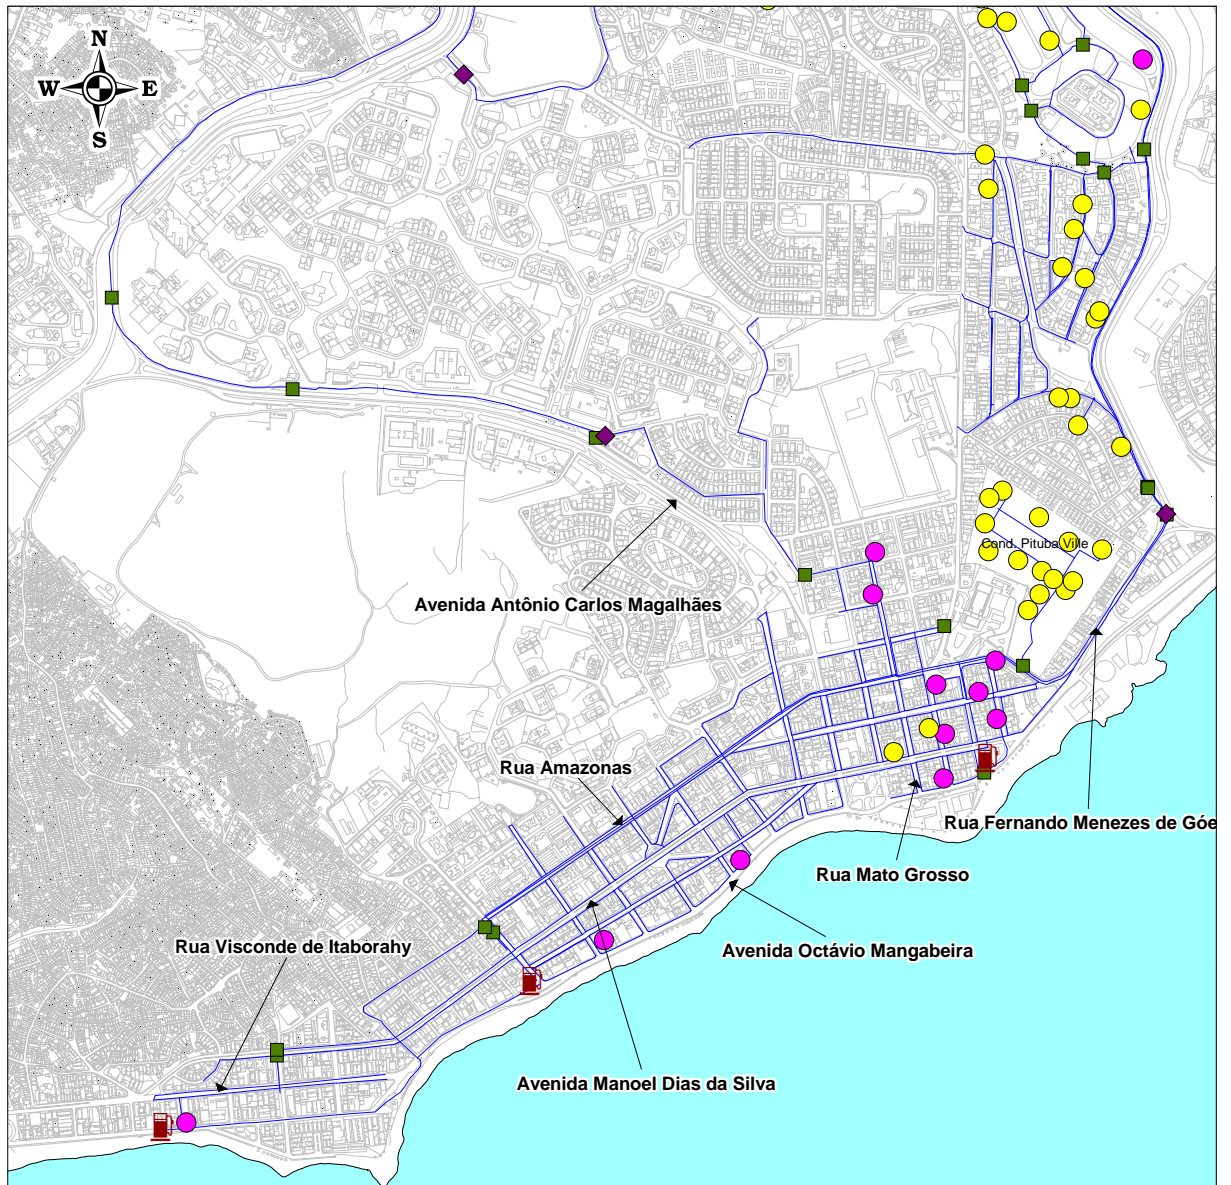 N
W E
S
Cond. Pituba Ville
Avenida Antônio Carlos Magalhães
Rua Amazonas
Rua Fernando Menezes de Góe
Rua Mato Grosso
Rua Visconde de Itaborahy
Avenida Octávio Mangabeira
Avenida Manoel Dias da Silva